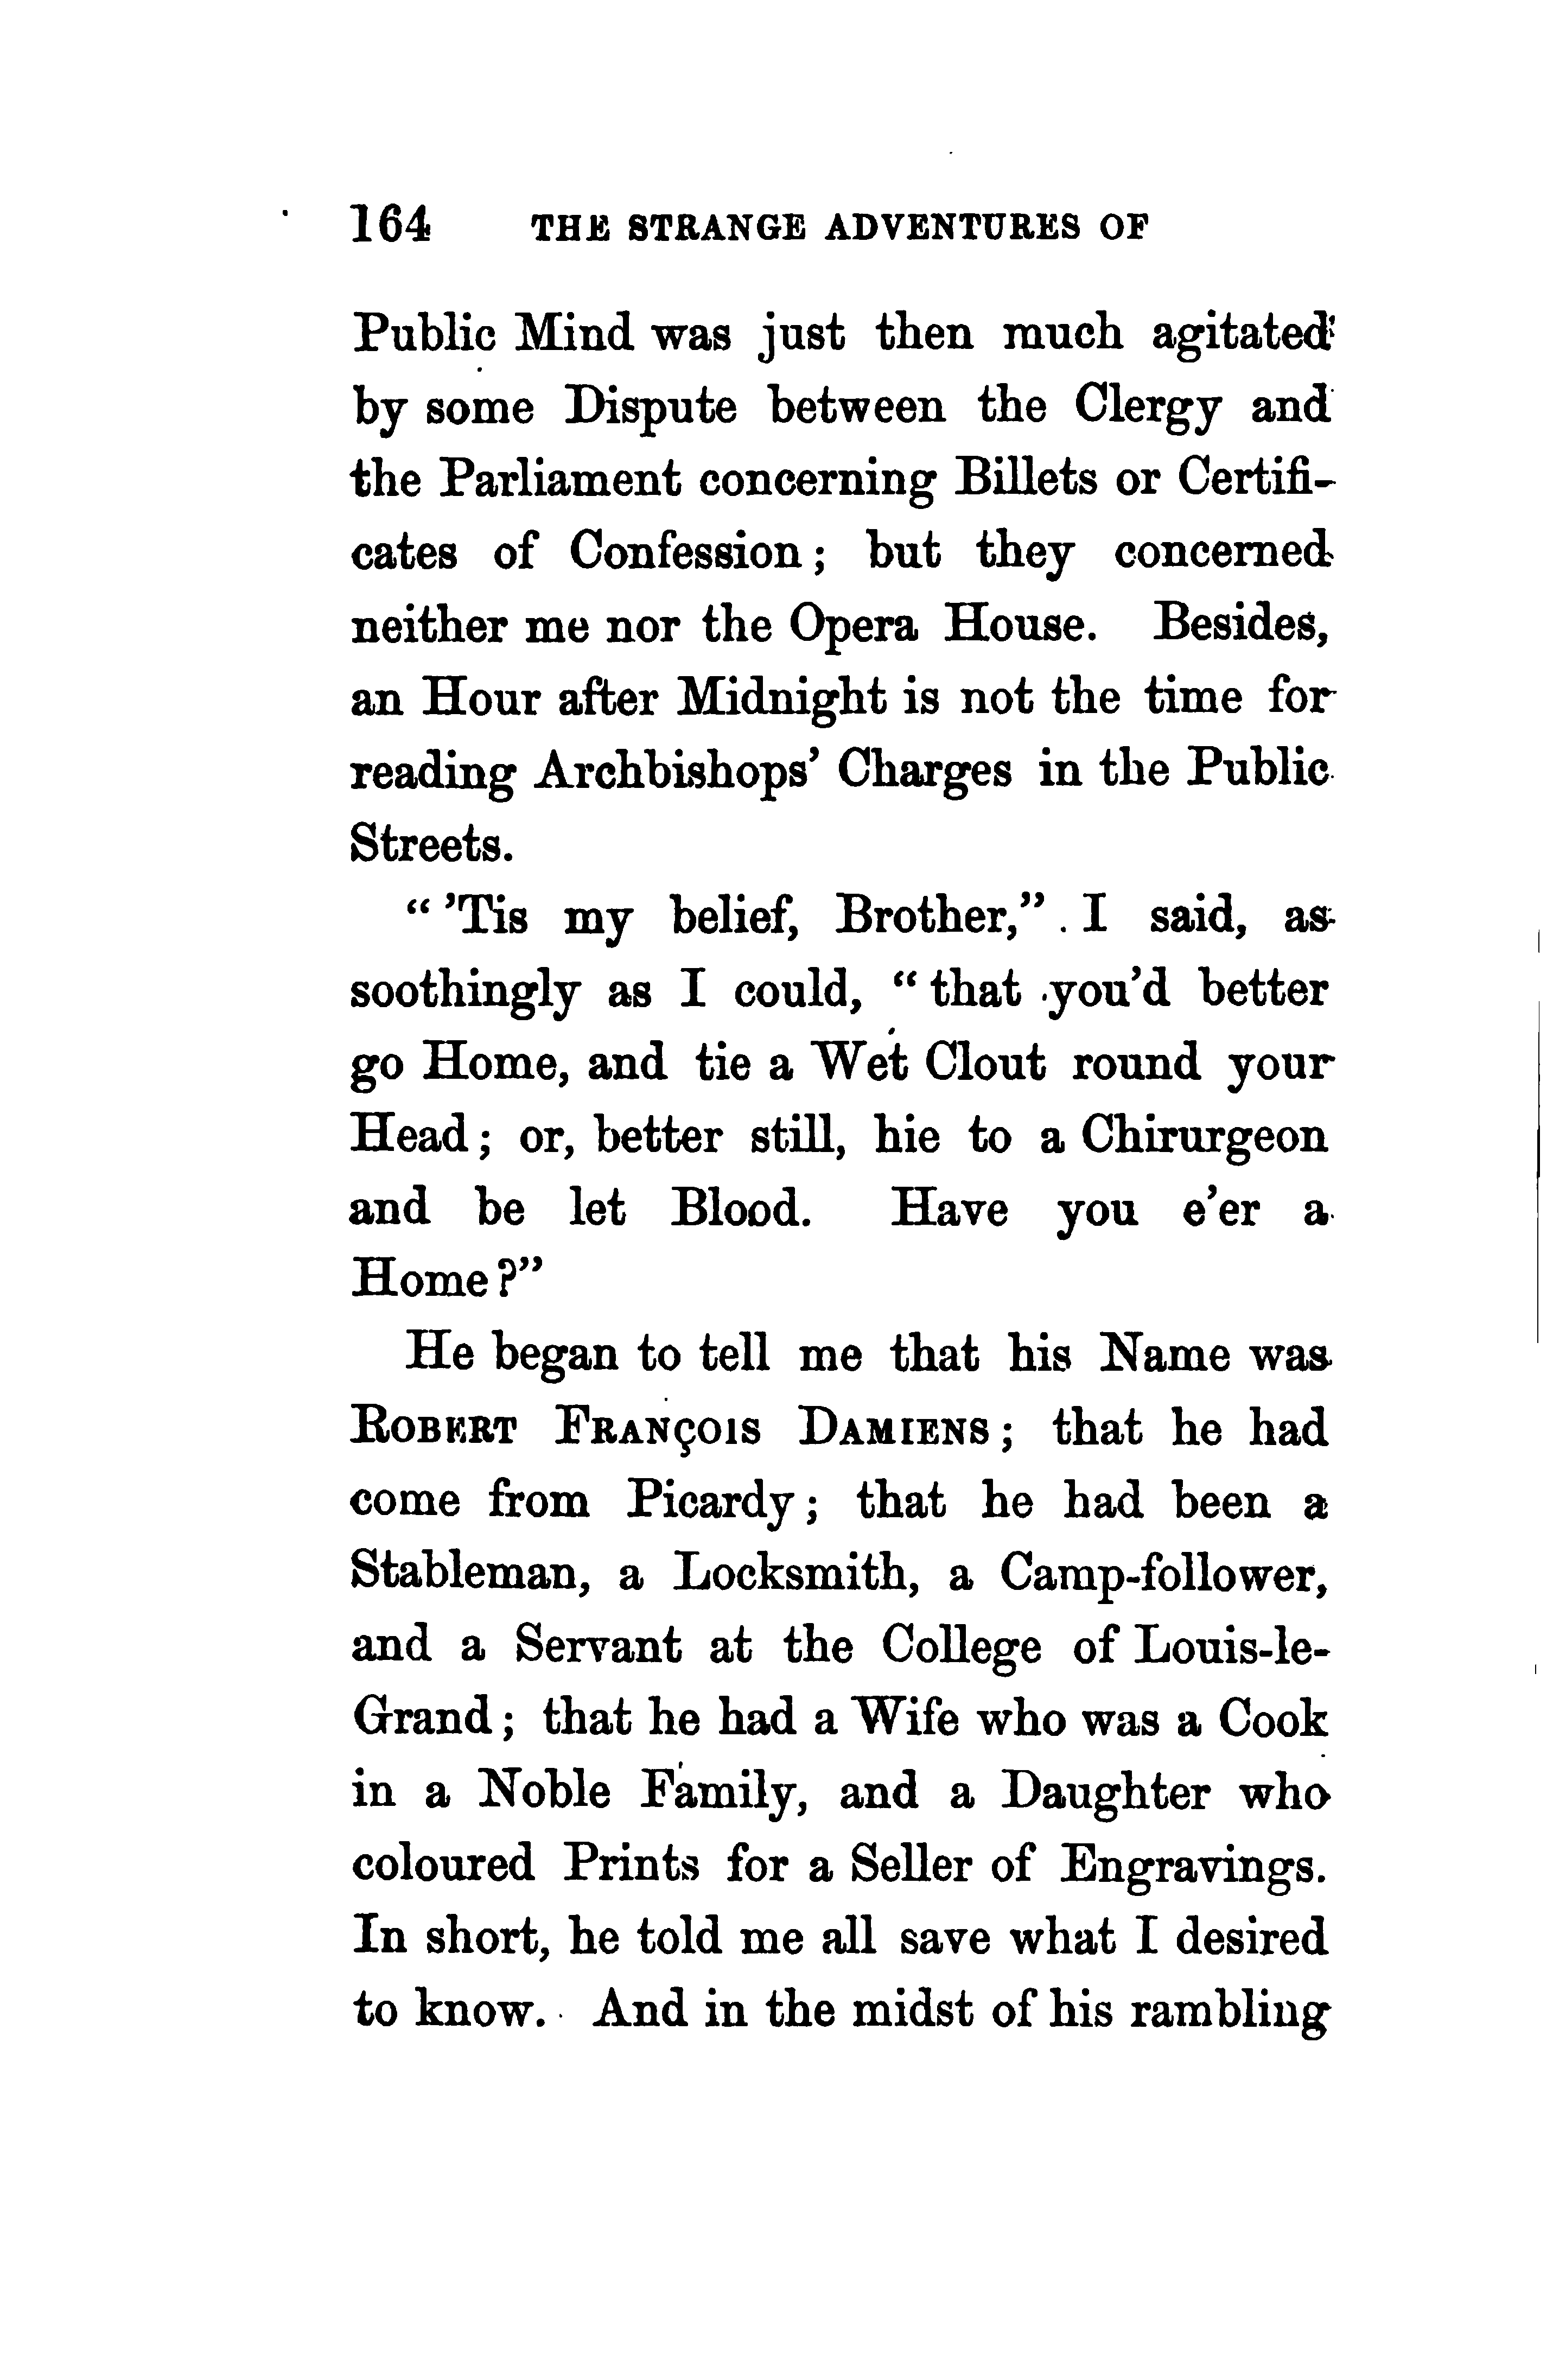 164 THE STRANGE ADVENTURES OF
Public Mind was just then much agitated
by some Dispute between the Clergy and
the Parliament concerning Billets or Certifi-
cates of Confession; but they concerned
neither me nor the Opera House. Besides,
an Hour after Midnight is not the time for
reading Archbishops' Charges in the Public
Streets.
"'Tis my belief, Brother," I said, as
soothingly as I could, "that you'd better
go Home, and tie a Wet Clout round your
Head; or, better still, hie to a Chirurgeon
and be let Blood. Have you e'er a
Home?"
He began to tell me that his Name was
ROBERT FRANÇOIS DAMIENS; that he had
come from Picardy; that he had been a
Stableman, a Locksmith, a Camp-follower,
and a Servant at the College of Louis-le-
Grand; that he had a Wife who was a Cook
in a Noble Family, and a Daughter who
coloured Prints for a Seller of Engravings.
In short, he told me all save what I desired
to know. And in the midst of his rambling